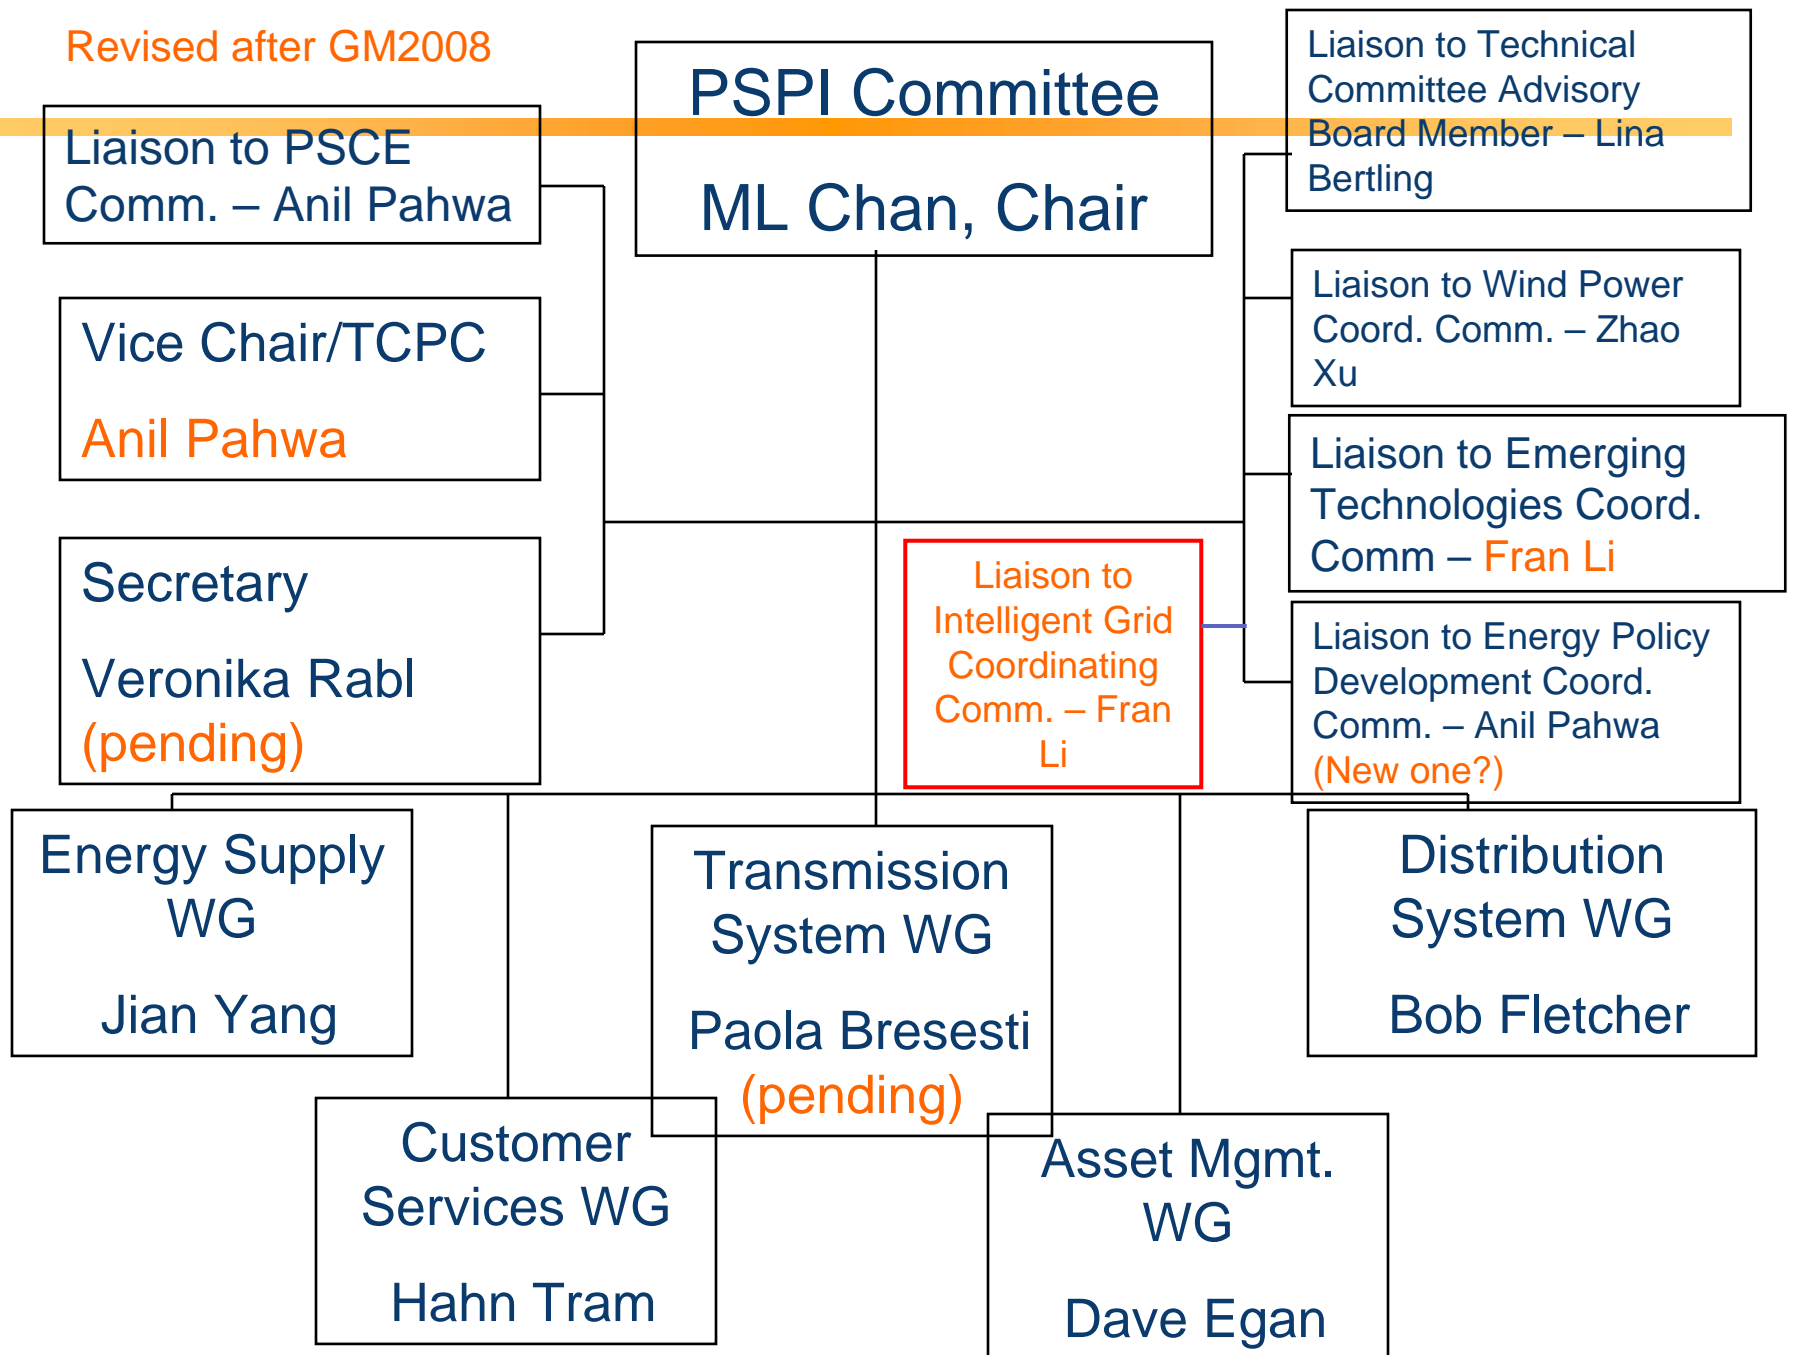 Revised after GM2008
PSPI Committee
ML Chan, Chair
Liaison to Technical
Committee Advisory
Board Member – Lina
Bertling
Liaison to PSCE
Comm. – Anil Pahwa
Vice Chair/TCPC
Anil Pahwa
Secretary
Veronika Rabl
(pending)
Liaison to Wind Power
Coord. Comm. – Zhao
Xu
Liaison to Emerging
Technologies Coord.
Comm – Fran Li
Liaison to
Intelligent Grid
Coordinating
Comm. – Fran
Li
Liaison to Energy Policy
Development Coord.
Comm. – Anil Pahwa
(New one?)
Energy Supply
WG
Jian Yang
Transmission
System WG
Paola Bresesti
(pending)
Distribution
System WG
Bob Fletcher
Customer
Services WG
Hahn Tram
Asset Mgmt.
WG
Dave Egan